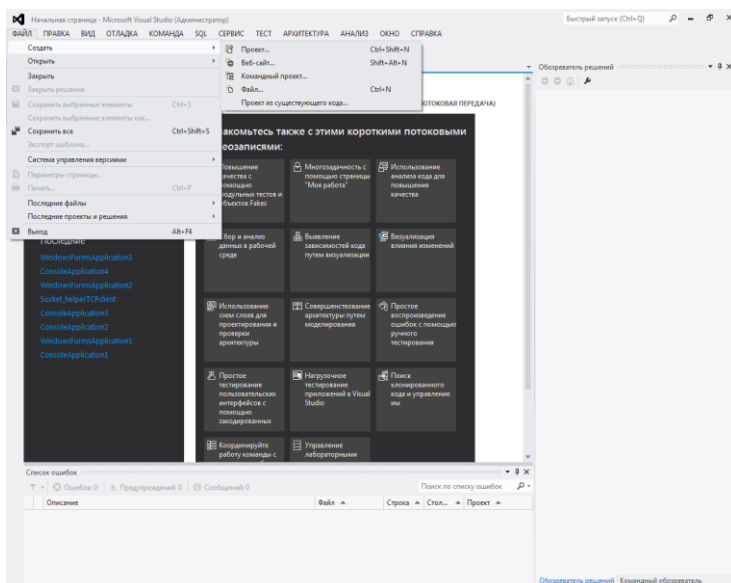 Начальная страница - Microsoft Visual Studio (Администратор)
Быстрый запуск (Ctrl+Q)
ФАЙЛ ПРАВКА ВИД ОТЛАДКА КОМАНДА SQL СЕРВИС ТЕСТ АРХИТЕКТУРА АНАЛИЗ ОКНО СПРАВКА
Создать
Открыть
Закрыть
Закрыть решение
Сохранить выбранные элементы Ctrl+S
Сохранить выбранные элементы как...
Сохранить все Ctrl+Shift+S
Экспорт шаблона...
Система управления версиями
Параметры страницы...
Печать... Ctrl+P
Последние файлы
Последние проекты и решения
Выход Alt+F4
Проект... Ctrl+Shift+N
Веб-сайт... Shift+Alt+N
Командный проект...
Файл... Ctrl+N
Проект из существующего кода...
Обозреватель решений
ОТОКОВАЯ ПЕРЕДАЧА)
акомьтесь также с этими короткими потоковыми
еозаписями:
Повышение
качества с
помощью
модульных тестов и
объектов Fakes
Многозадачность с
помощью страницы
"Моя работа"
Использование
анализа кода для
повышения
качества
Сбор и анализ
данных в рабочей
среде
Выявление
зависимостей кода
путем визуализации
Визуализация
влияния изменений
Использование
схем слоев для
проектирования и
проверки
архитектуры
Совершенствование
архитектуры путем
моделирования
Простое
воспроизведение
ошибок с помощью
ручного
тестирования
Простое
тестирование
пользовательских
интерфейсов с
помощью
закодированных
Нагрузочное
тестирование
приложений в Visual
Studio
Поиск
клонированного
кода и управление
им
Координируйте
работу команды с
Управление
лабораторными
Последние
WindowsFormsApplication3
ConsoleApplication4
WindowsFormsApplication2
Socket_helperTCPclient
ConsoleApplication3
ConsoleApplication2
WindowsFormsApplication1
ConsoleApplication1
Список ошибок
Ошибок: 0 Предупреждений: 0 Сообщений: 0 Поиск по списку ошибок
Описание Файл Строка Стол... Проект
Обозреватель решений Командный обозреватель